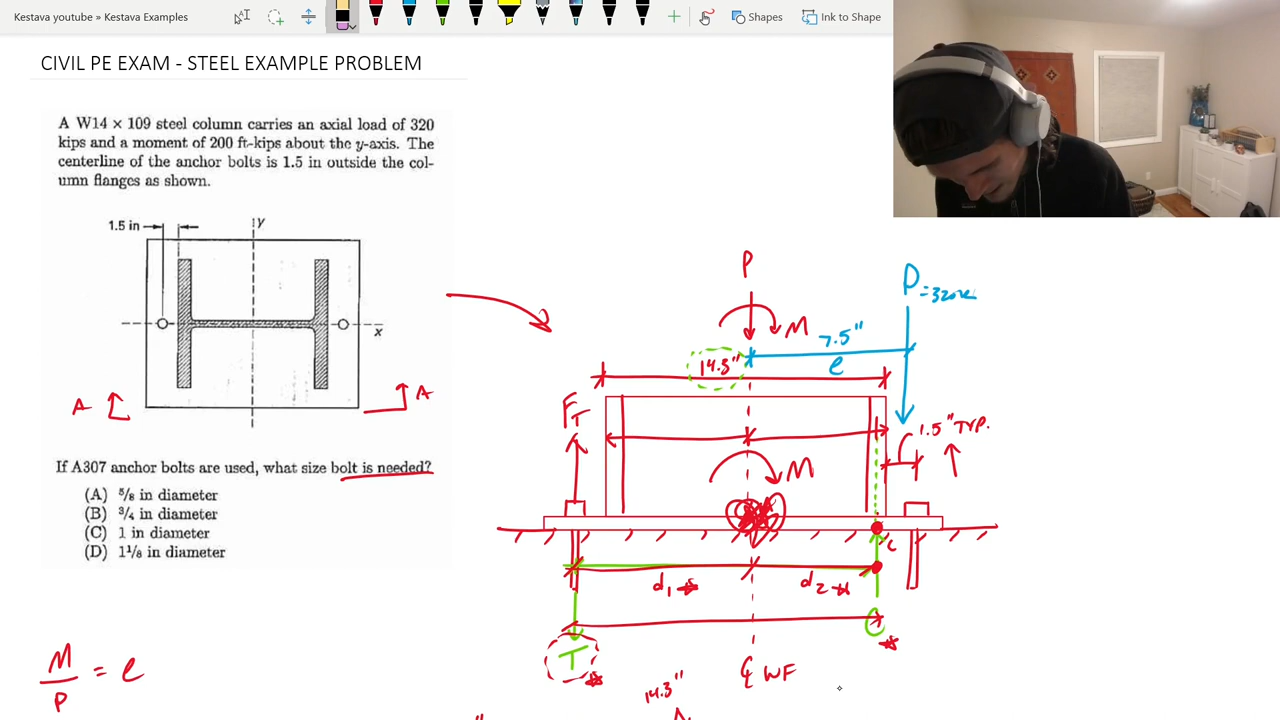 Kestava youtube » Kestava Examples
Shapes
Ink to Shape
CIVIL PE EXAM - STEEL EXAMPLE PROBLEM
A W14 × 109 steel column carries an axial load of 320
kips and a moment of 200 ft-kips about the y-axis. The
centerline of the anchor bolts is 1.5 in outside the col-
umn flanges as shown.
1.5 in
y
x
A
A
If A307 anchor bolts are used, what size bolt is needed?
(A) 5/8 in diameter
(B) 3/4 in diameter
(C) 1 in diameter
(D) 1 1/8 in diameter
M/P = e
P
M
P = 320k
7.5"
e
14.3"
FT
1.5" TYP.
M
c
d1
d2
T
C
℄ WF
14.3"